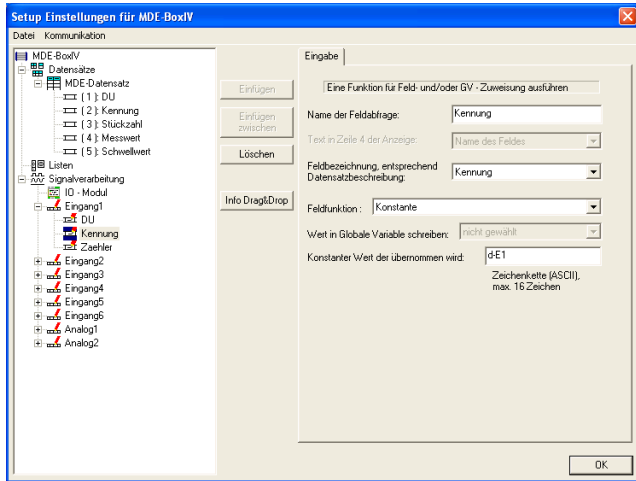 Setup Einstellungen für MDE-BoxIV
Datei Kommunikation
MDE-BoxIV
Datensätze
MDE-Datensatz
( 1 ): DU
( 2 ): Kennung
( 3 ): Stückzahl
( 4 ): Messwert
( 5 ): Schwellwert
Listen
Signalverarbeitung
IO - Modul
Eingang1
DU
Kennung
Zaehler
Eingang2
Eingang3
Eingang4
Eingang5
Eingang6
Analog1
Analog2
Einfügen
Einfügen
zwischen
Löschen
Info Drag&Drop
Eingabe
Eine Funktion für Feld- und/oder GV - Zuweisung ausführen
Name der Feldabfrage: Kennung
Text in Zeile 4 der Anzeige: Name des Feldes
Feldbezeichnung, entsprechend
Datensatzbeschreibung: Kennung
Feldfunktion : Konstante
Wert in Globale Variable schreiben: nicht gewählt
Konstanter Wert der übernommen wird: d-E1
Zeichenkette (ASCII),
max. 16 Zeichen
OK